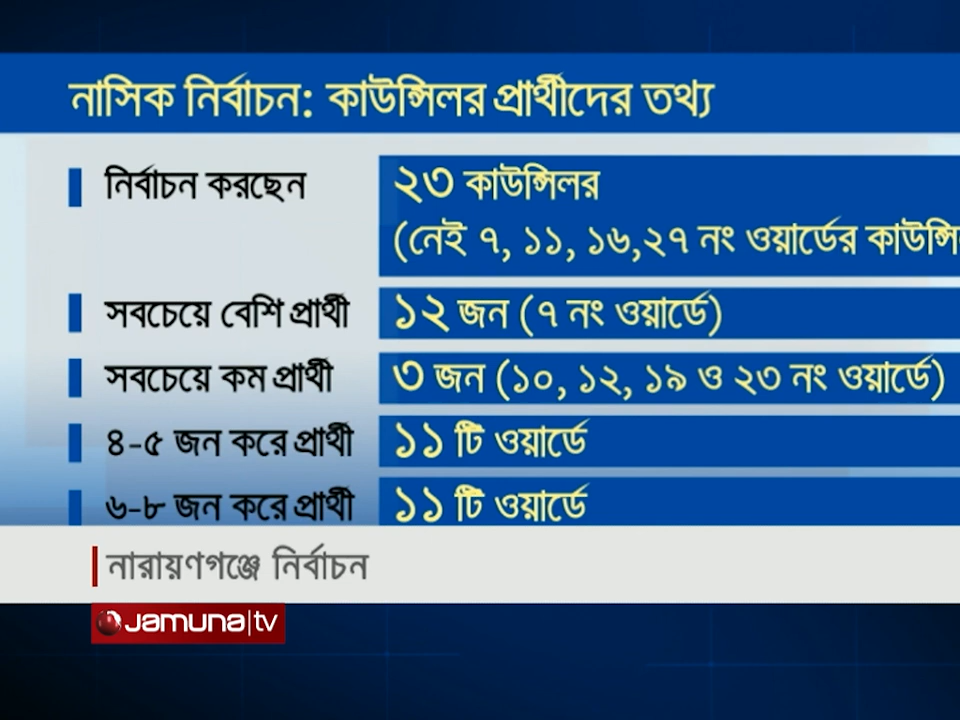 নাসিক নির্বাচন: কাউন্সিলর প্রার্থীদের তথ্য
নির্বাচন করছেন
২৩ কাউন্সিলর
(নেই ৭, ১১, ১৬,২৭ নং ওয়ার্ডের
সবচেয়ে বেশি প্রার্থী ১২ জন (৭ নং ওয়ার্ডে)
সবচেয়ে কম প্রার্থী ৩ জন (১০, ১২, ১৯ ও ২৩ নং ওয়ার্ডে)
৪-৫ জন করে প্রার্থী ১১ টি ওয়ার্ডে
৬-৮ জন করে প্রার্থী ১১ টি ওয়ার্ডে
নারায়ণগঞ্জে নির্বাচন
JAMUNA|tv